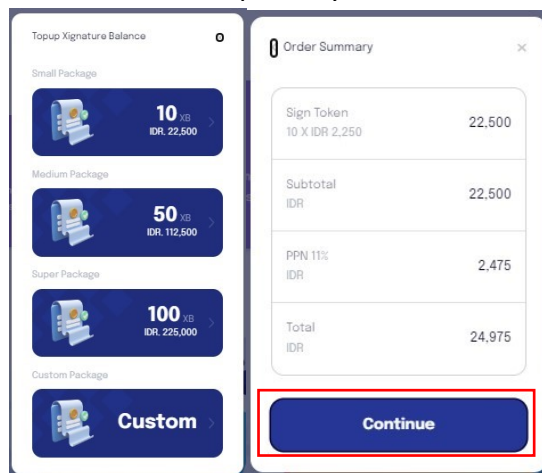 Topup Xignature Balance
Small Package
10 XB
IDR. 22,500
Medium Package
50 XB
IDR. 112,500
Super Package
100 XB
IDR. 225,000
Custom Package
Custom
Order Summary
Sign Token
10 X IDR 2,250
22,500
Subtotal
IDR
22,500
PPN 11%
IDR
2,475
Total
IDR
24,975
Continue